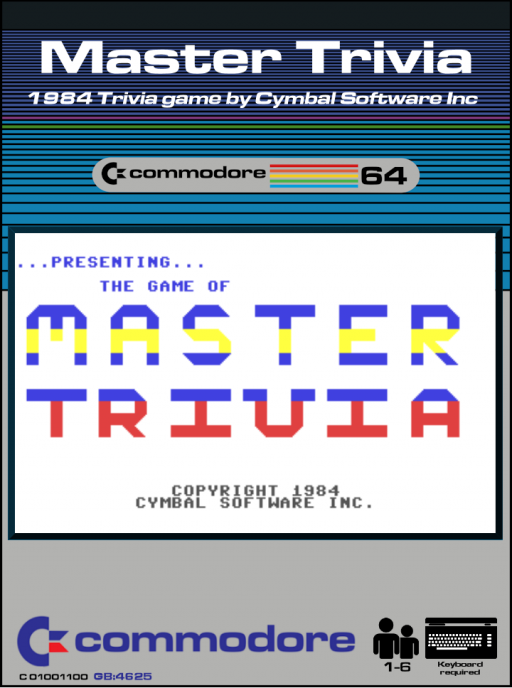 Master Trivia
1984 Trivia game by Cymbal Software Inc
commodore 64
...PRESENTING...
THE GAME OF
MASTER
TRIVIA
COPYRIGHT 1984
CYMBAL SOFTWARE INC.
commodore
C01001100 GB:4625
1-6
Keyboard
required